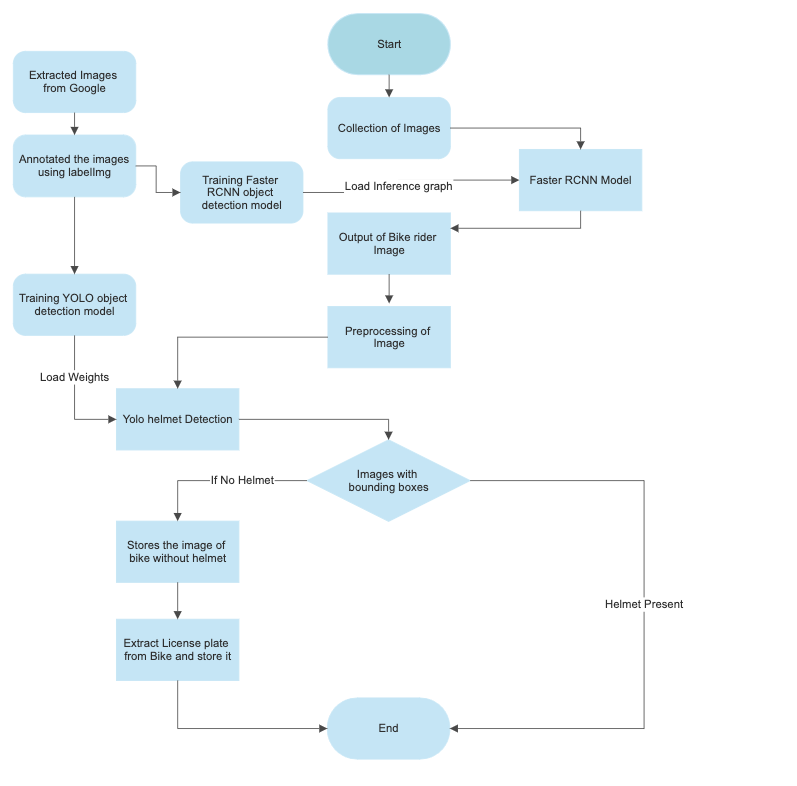 Start
Extracted Images
from Google
Collection of Images
Annotated the images
using labelImg
Training Faster
RCNN object
detection model
Load Inference graph
Faster RCNN Model
Output of Bike rider
Image
Training YOLO object
detection model
Preprocessing of
Image
Load Weights
Yolo helmet Detection
Images with
bounding boxes
If No Helmet
Stores the image of
bike without helmet
Helmet Present
Extract License plate
from Bike and store it
End